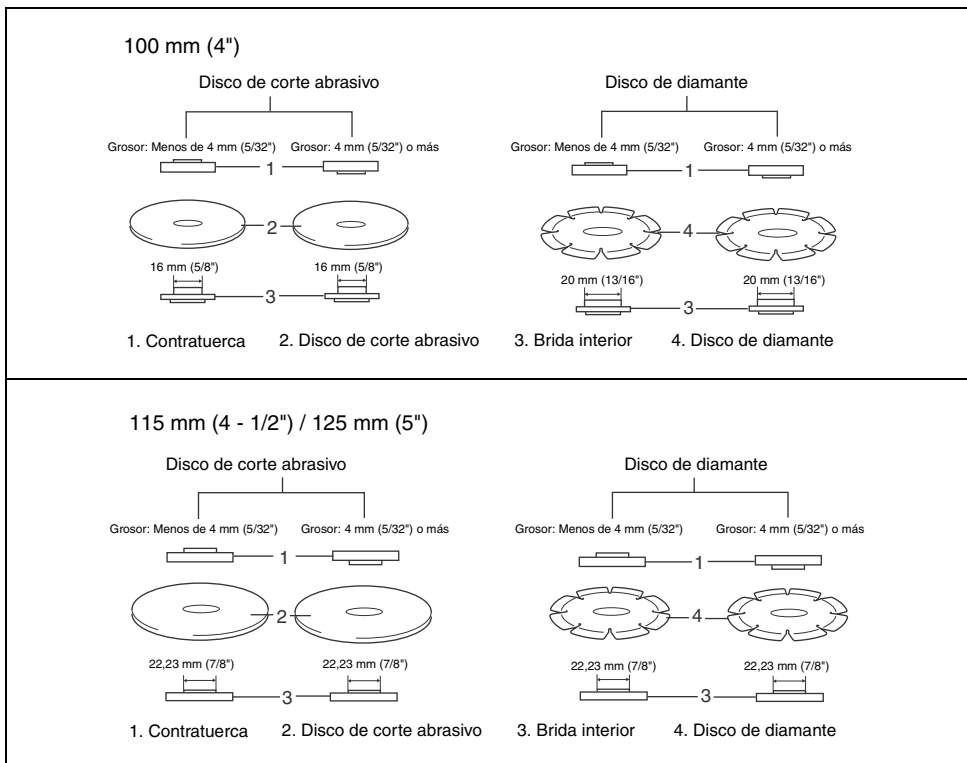 100 mm (4")
Disco de corte abrasivo Disco de diamante
Grosor: Menos de 4 mm (5/32") Grosor: 4 mm (5/32") o más Grosor: Menos de 4 mm (5/32") Grosor: 4 mm (5/32") o más
1 1
2 4
16 mm (5/8") 16 mm (5/8") 20 mm (13/16") 20 mm (13/16")
3 3
1. Contratuerca 2. Disco de corte abrasivo 3. Brida interior 4. Disco de diamante
115 mm (4 - 1/2") / 125 mm (5")
Disco de corte abrasivo Disco de diamante
Grosor: Menos de 4 mm (5/32") Grosor: 4 mm (5/32") o más Grosor: Menos de 4 mm (5/32") Grosor: 4 mm (5/32") o más
1 1
2 4
22,23 mm (7/8") 22,23 mm (7/8") 22,23 mm (7/8") 22,23 mm (7/8")
3 3
1. Contratuerca 2. Disco de corte abrasivo 3. Brida interior 4. Disco de diamante